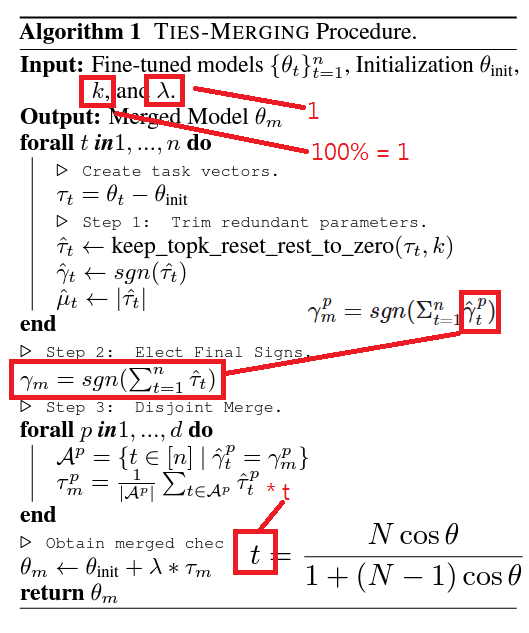 Algorithm 1 TIES-MERGING Procedure.
Input: Fine-tuned models {θ_t}_{t=1}^n, Initialization θ_init,
k, and λ.
1
Output: Merged Model θ_m
forall t in 1, ..., n do
100% = 1
▷ Create task vectors.
τ_t = θ_t − θ_init
▷ Step 1: Trim redundant parameters.
τ̂_t ← keep_topk_reset_rest_to_zero(τ_t, k)
γ̂_t ← sgn(τ̂_t)
μ̂_t ← |τ̂_t|
γ_m^p = sgn(Σ_{t=1}^n γ̂_t^p)
end
▷ Step 2: Elect Final Signs.
γ_m = sgn(∑_{t=1}^n τ̂_t)
▷ Step 3: Disjoint Merge.
forall p in 1, ..., d do
A^p = {t ∈ [n] | γ̂_t^p = γ_m^p}
τ_m^p = 1/|A^p| ∑_{t∈A^p} τ̂_t^p * t
end
▷ Obtain merged chec
t = N cos θ / 1 + (N − 1) cos θ
θ_m ← θ_init + λ * τ_m
return θ_m